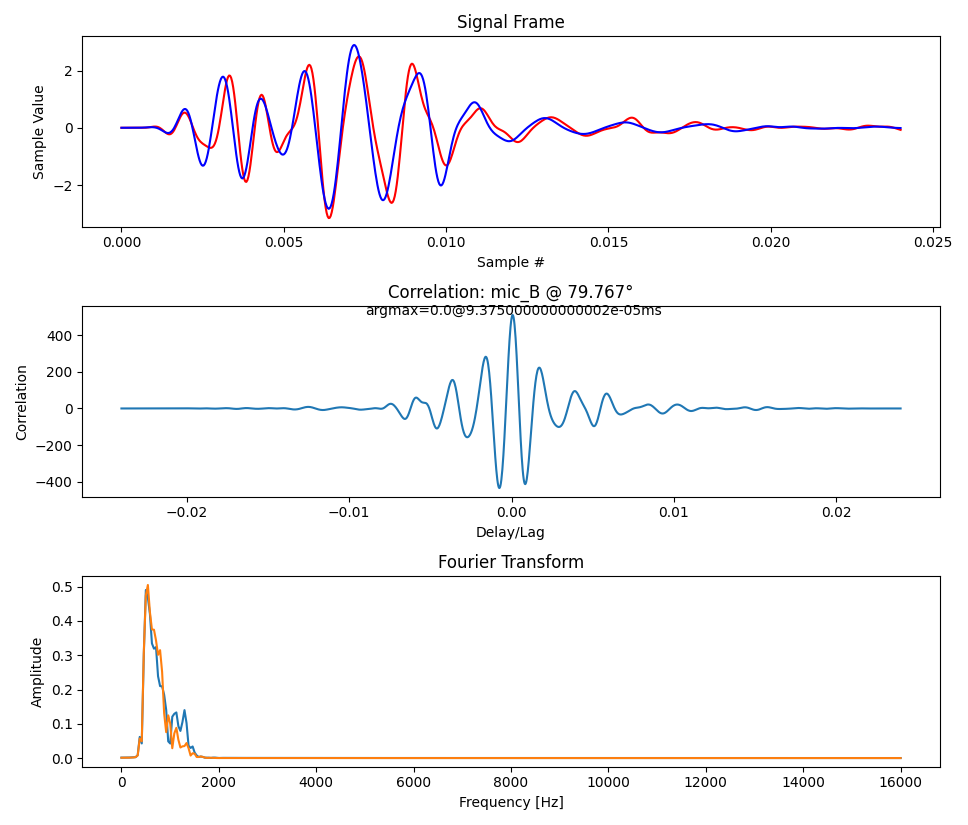 Signal Frame
Sample Value
2
0
−2
0.000 0.005 0.010 0.015 0.020 0.025
Sample #
Correlation: mic_B @ 79.767°
argmax=0.0@9.375000000000002e-05ms
Correlation
400
200
0
−200
−400
−0.02 −0.01 0.00 0.01 0.02
Delay/Lag
Fourier Transform
Amplitude
0.5
0.4
0.3
0.2
0.1
0.0
0 2000 4000 6000 8000 10000 12000 14000 16000
Frequency [Hz]